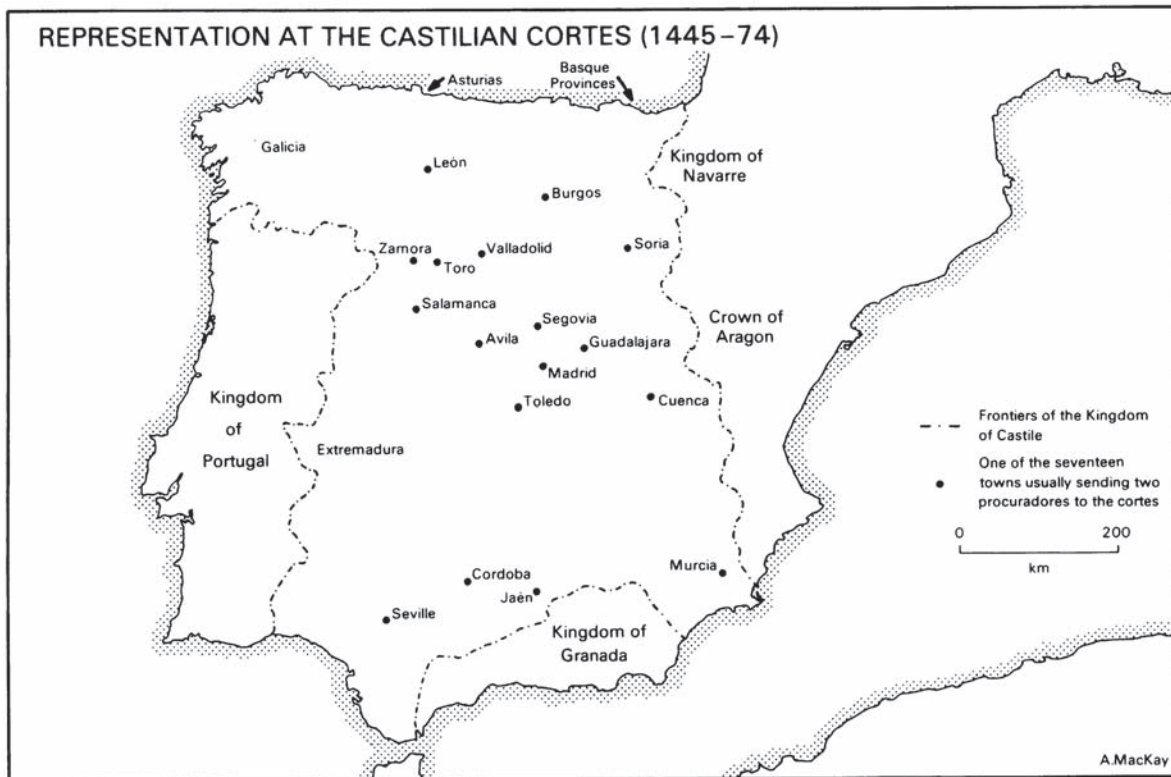 REPRESENTATION AT THE CASTILIAN CORTES (1445–74)
Asturias
Basque
Provinces
Galicia
León
Burgos
Kingdom of
Navarre
Zamora
Toro
Valladolid
Soria
Salamanca
Segovia
Avila
Guadalajara
Madrid
Crown of
Aragon
Toledo
Cuenca
Kingdom
of
Portugal
Extremadura
Frontiers of the Kingdom
of Castile
One of the seventeen
towns usually sending two
procuradores to the cortes
0 200
km
Cordoba
Jaén
Murcia
Seville
Kingdom of
Granada
A.MacKay